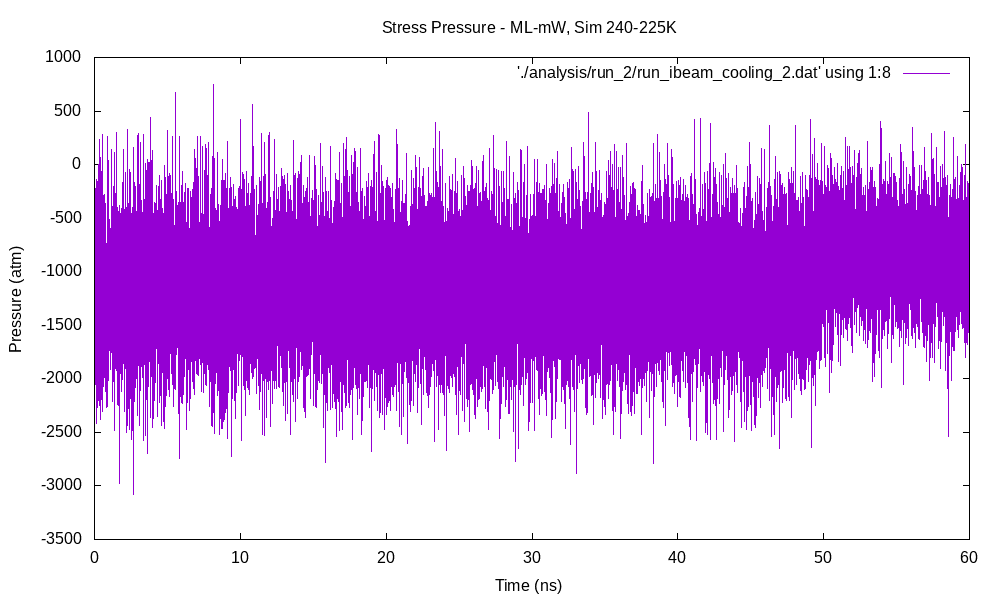 Stress Pressure - ML-mW, Sim 240-225K
'./analysis/run_2/run_ibeam_cooling_2.dat' using 1:8
1000
500
0
-500
-1000
-1500
-2000
-2500
-3000
-3500
Pressure (atm)
0 10 20 30 40 50 60
Time (ns)